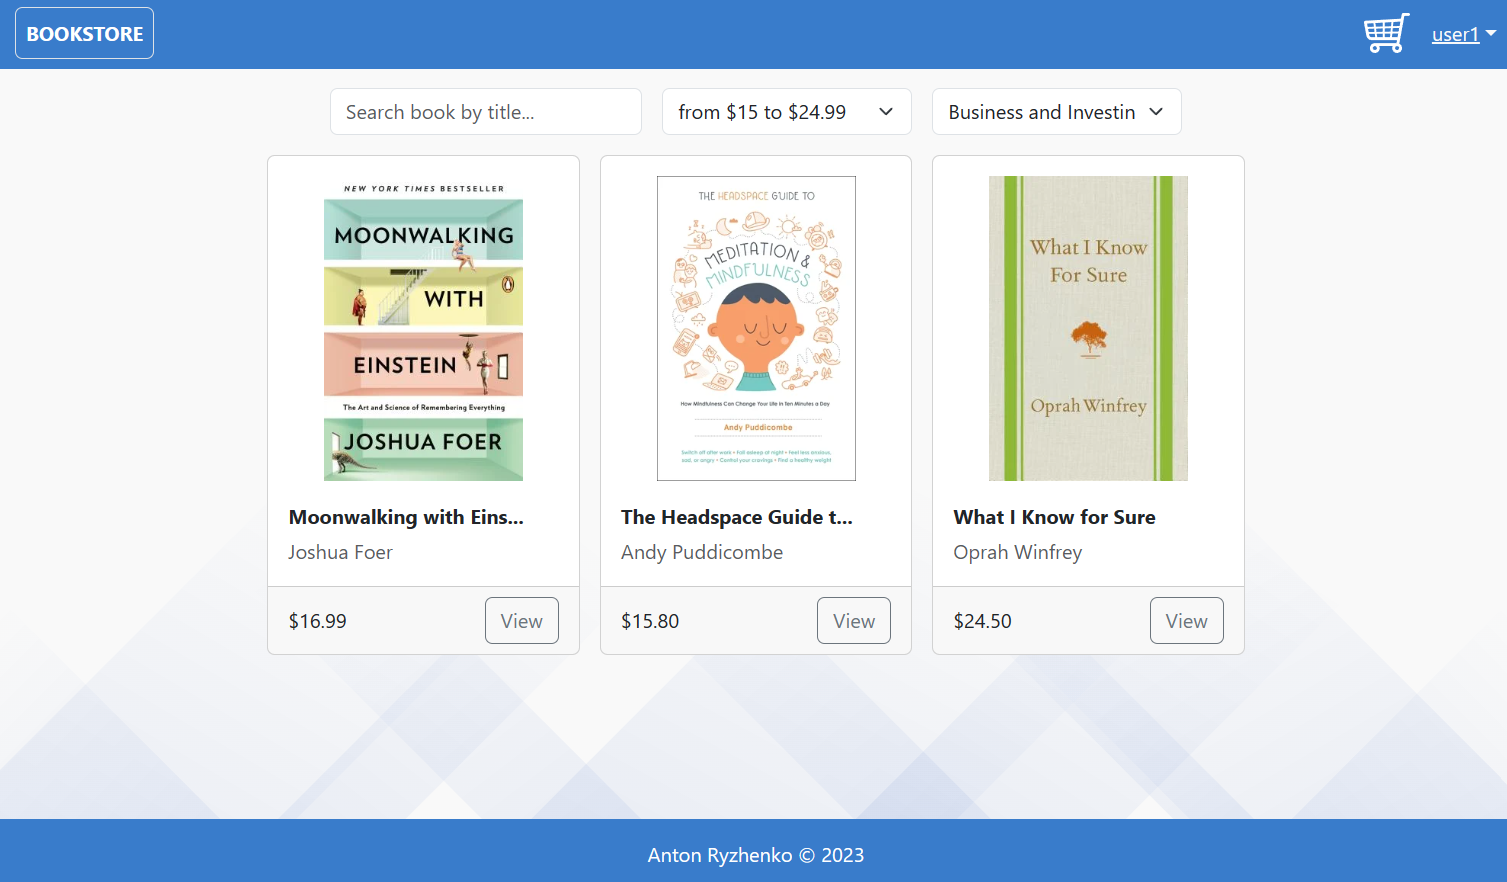 BOOKSTORE
user1
Search book by title...
from $15 to $24.99
Business and Investin
NEW YORK TIMES BESTSELLER
MOONWALKING
WITH
EINSTEIN
The Art and Science of Remembering Everything
JOSHUA FOER
Moonwalking with Eins...
Joshua Foer
$16.99
View
THE HEADSPACE GUIDE TO
MEDITATION &
MINDFULNESS
How Mindfulness Can Change Your Life in Ten Minutes a Day
Andy Puddicombe
Switch off after work • Fall asleep at night • Feel less anxious,
sad, or angry • Control your cravings • Find a healthy weight
The Headspace Guide t...
Andy Puddicombe
$15.80
View
What I Know
For Sure
Oprah Winfrey
What I Know for Sure
Oprah Winfrey
$24.50
View
Anton Ryzhenko © 2023